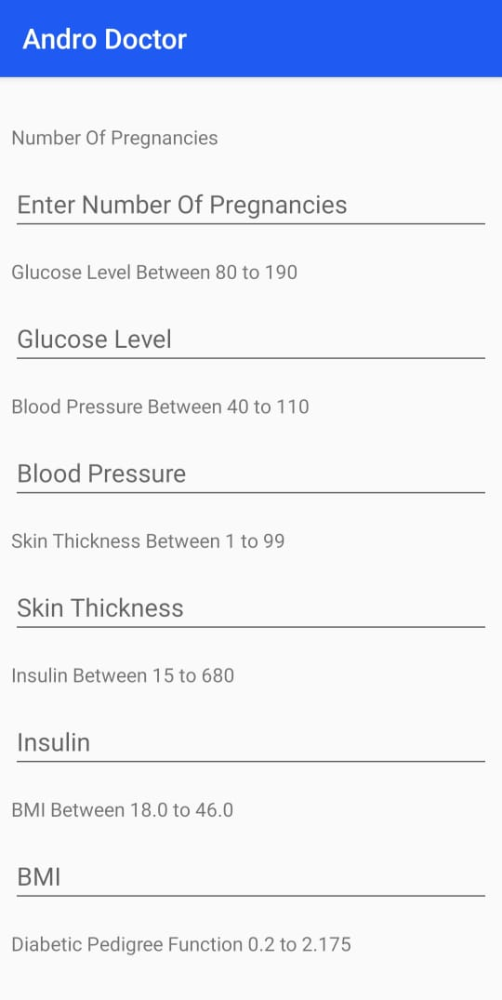 Andro Doctor
Number Of Pregnancies
Enter Number Of Pregnancies
Glucose Level Between 80 to 190
Glucose Level
Blood Pressure Between 40 to 110
Blood Pressure
Skin Thickness Between 1 to 99
Skin Thickness
Insulin Between 15 to 680
Insulin
BMI Between 18.0 to 46.0
BMI
Diabetic Pedigree Function 0.2 to 2.175